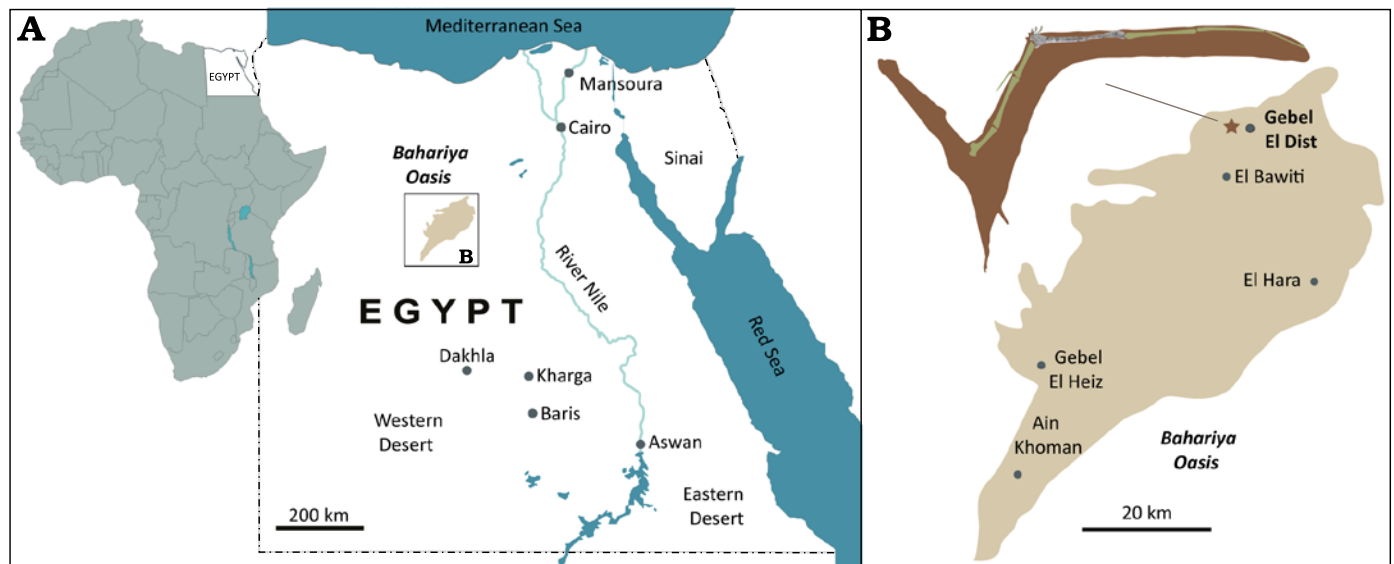 A
Mediterranean Sea
EGYPT
Mansoura
Cairo
Bahariya
Oasis
Sinai
B
River Nile
EGYPT
Red Sea
Dakhla
Kharga
Baris
Western
Desert
Aswan
Eastern
Desert
200 km
B
Gebel
El Dist
El Bawiti
El Hara
Gebel
El Heiz
Ain
Khoman
Bahariya
Oasis
20 km